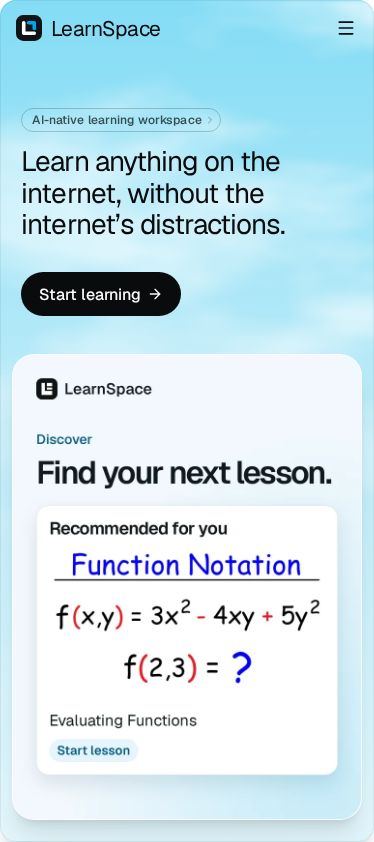 LearnSpace
AI-native learning workspace
Learn anything on the
internet, without the
internet’s distractions.
Start learning →
LearnSpace
Discover
Find your next lesson.
Recommended for you
Function Notation
f(x,y) = 3x² - 4xy + 5y²
f(2,3) = ?
Evaluating Functions
Start lesson